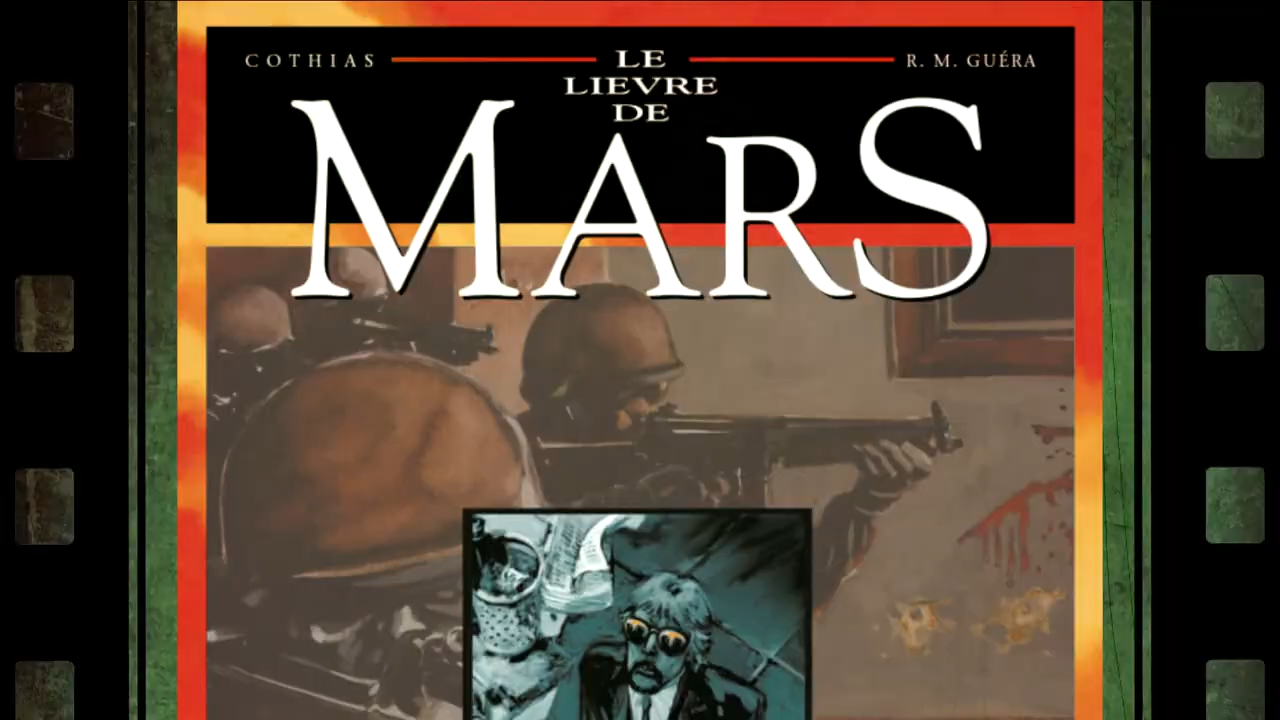 COTHIAS
LE
LIEVRE
DE
MARS
R. M. GUÉRA